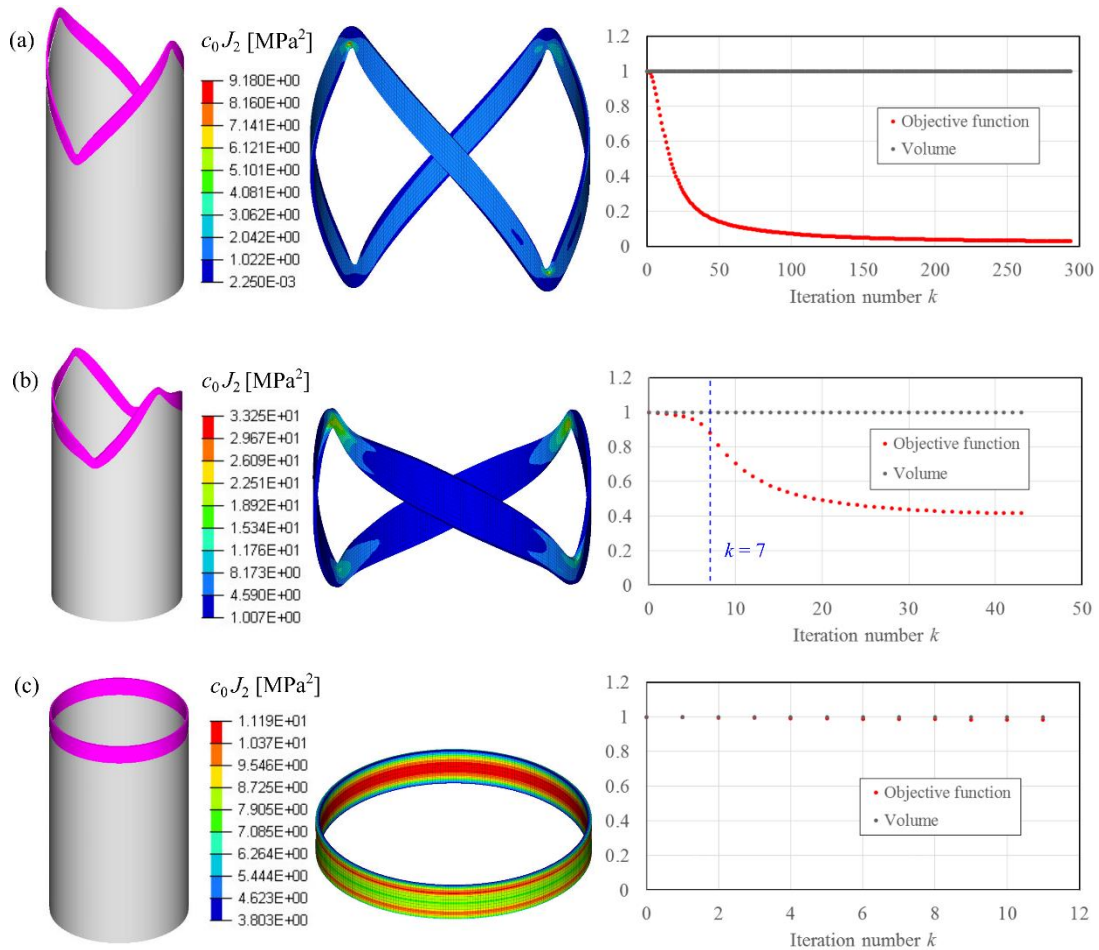 (a)
c₀J₂ [MPa²]
9.180E+00
8.160E+00
7.141E+00
6.121E+00
5.101E+00
4.081E+00
3.062E+00
2.042E+00
1.022E+00
2.250E-03
1.2
1
0.8
0.6
0.4
0.2
0
Objective function
Volume
0 50 100 150 200 250 300
Iteration number k
(b)
c₀J₂ [MPa²]
3.325E+01
2.967E+01
2.609E+01
2.251E+01
1.892E+01
1.534E+01
1.176E+01
8.173E+00
4.590E+00
1.007E+00
1.2
1
0.8
0.6
0.4
0.2
0
Objective function
Volume
k = 7
0 10 20 30 40 50
Iteration number k
(c)
c₀J₂ [MPa²]
1.119E+01
1.037E+01
9.546E+00
8.725E+00
7.905E+00
7.085E+00
6.264E+00
5.444E+00
4.623E+00
3.803E+00
1.2
1
0.8
0.6
0.4
0.2
0
Objective function
Volume
0 2 4 6 8 10 12
Iteration number k